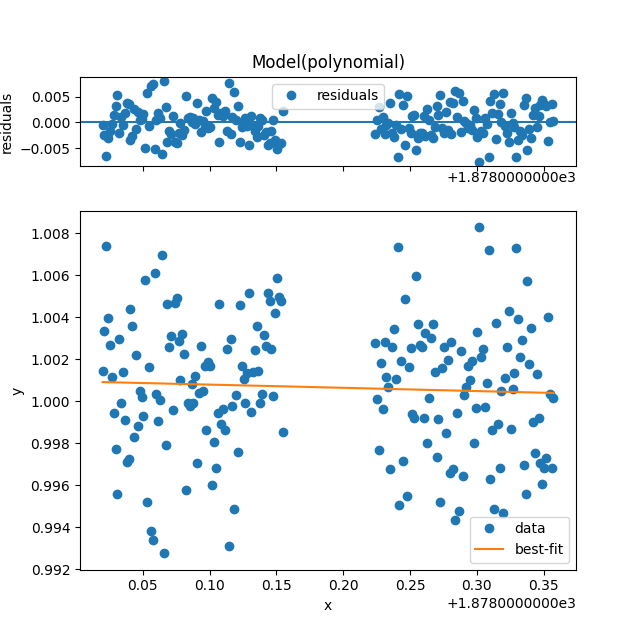 Model(polynomial)
residuals
0.005
0.000
−0.005
residuals
+1.8780000000e3
1.008
1.006
1.004
1.002
1.000
0.998
0.996
0.994
0.992
y
data
best-fit
0.05 0.10 0.15 0.20 0.25 0.30 0.35
x
+1.8780000000e3